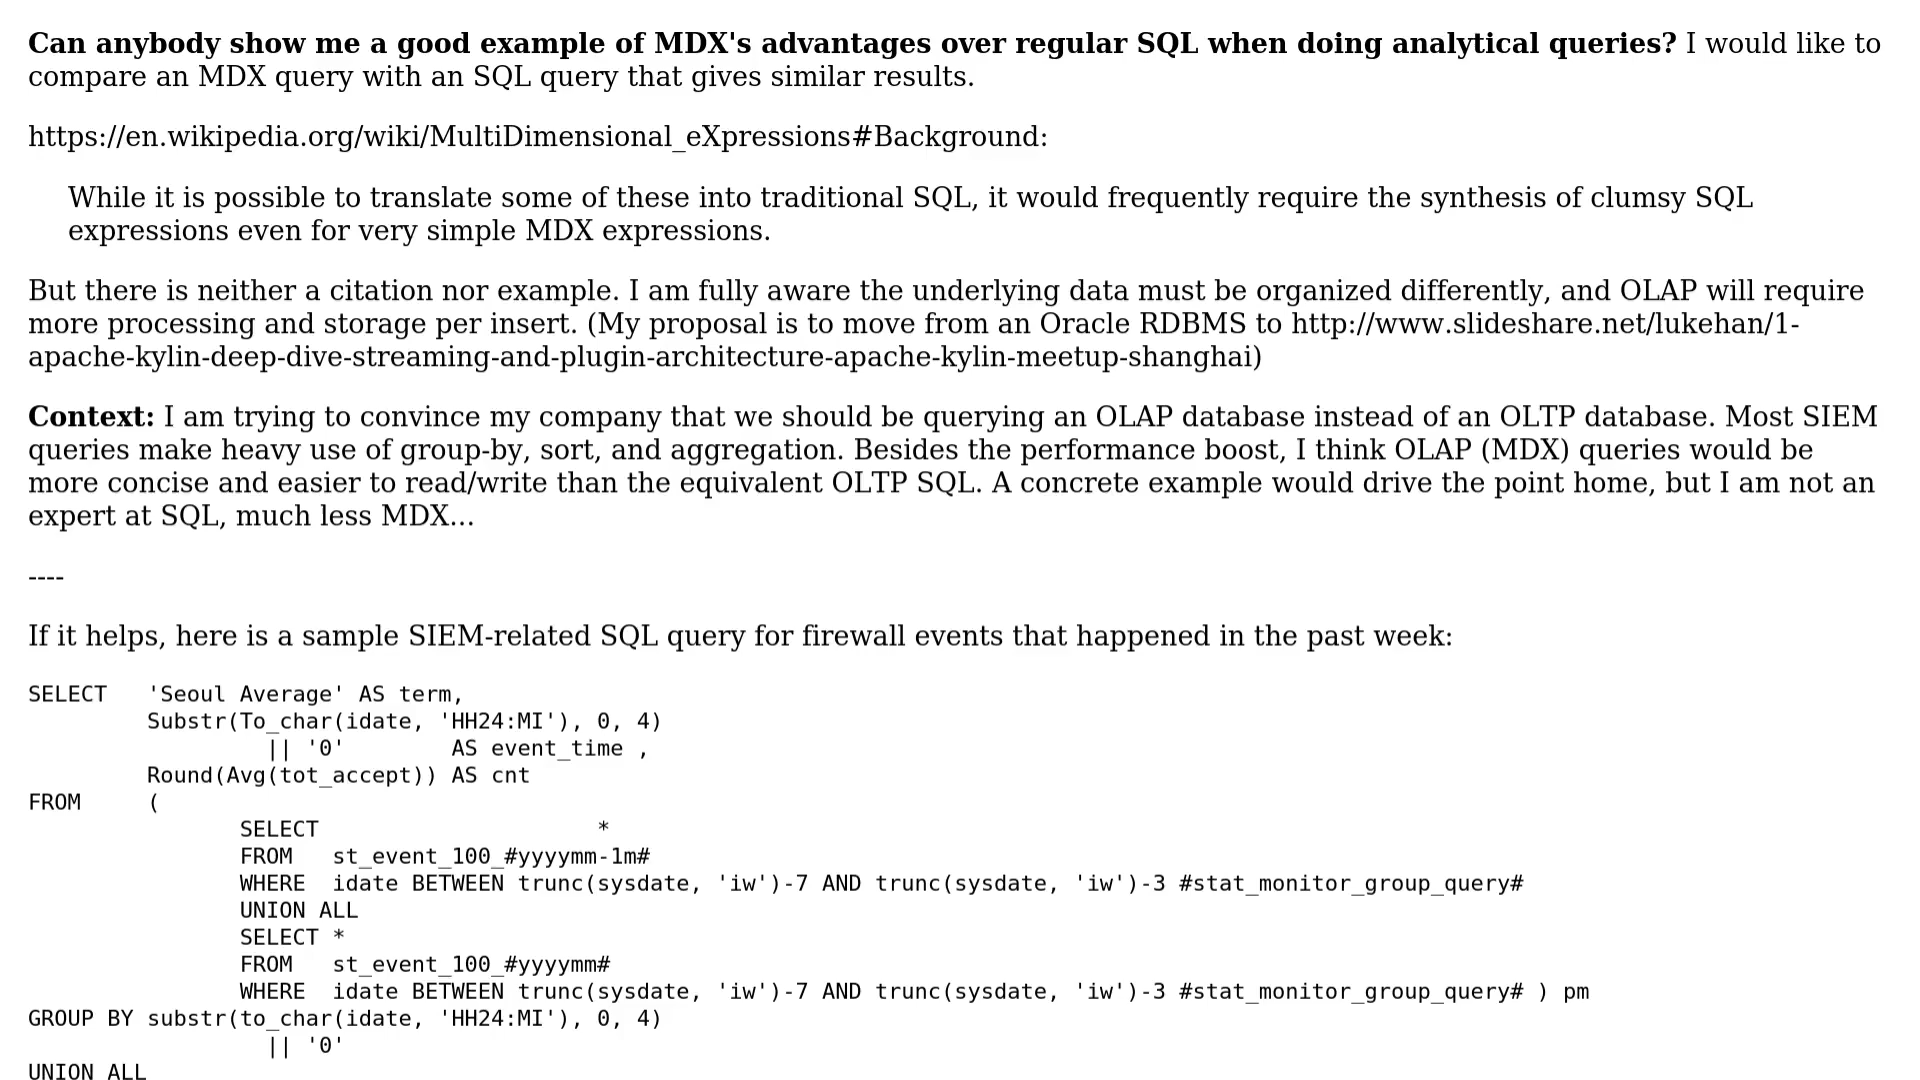 Can anybody show me a good example of MDX's advantages over regular SQL when doing analytical queries? I would like to
compare an MDX query with an SQL query that gives similar results.
https://en.wikipedia.org/wiki/MultiDimensional_eXpressions#Background:
While it is possible to translate some of these into traditional SQL, it would frequently require the synthesis of clumsy SQL
expressions even for very simple MDX expressions.
But there is neither a citation nor example. I am fully aware the underlying data must be organized differently, and OLAP will require
more processing and storage per insert. (My proposal is to move from an Oracle RDBMS to http://www.slideshare.net/lukehan/1-
apache-kylin-deep-dive-streaming-and-plugin-architecture-apache-kylin-meetup-shanghai)
Context: I am trying to convince my company that we should be querying an OLAP database instead of an OLTP database. Most SIEM
queries make heavy use of group-by, sort, and aggregation. Besides the performance boost, I think OLAP (MDX) queries would be
more concise and easier to read/write than the equivalent OLTP SQL. A concrete example would drive the point home, but I am not an
expert at SQL, much less MDX...
----
If it helps, here is a sample SIEM-related SQL query for firewall events that happened in the past week:
SELECT   'Seoul Average' AS term,
         Substr(To_char(idate, 'HH24:MI'), 0, 4)
                  || '0'        AS event_time ,
         Round(Avg(tot_accept)) AS cnt
FROM     (
                SELECT                     *
                FROM   st_event_100_#yyyymm-1m#
                WHERE  idate BETWEEN trunc(sysdate, 'iw')-7 AND trunc(sysdate, 'iw')-3 #stat_monitor_group_query#
                UNION ALL
                SELECT *
                FROM   st_event_100_#yyyymm#
                WHERE  idate BETWEEN trunc(sysdate, 'iw')-7 AND trunc(sysdate, 'iw')-3 #stat_monitor_group_query# ) pm
GROUP BY substr(to_char(idate, 'HH24:MI'), 0, 4)
                  || '0'
UNION ALL